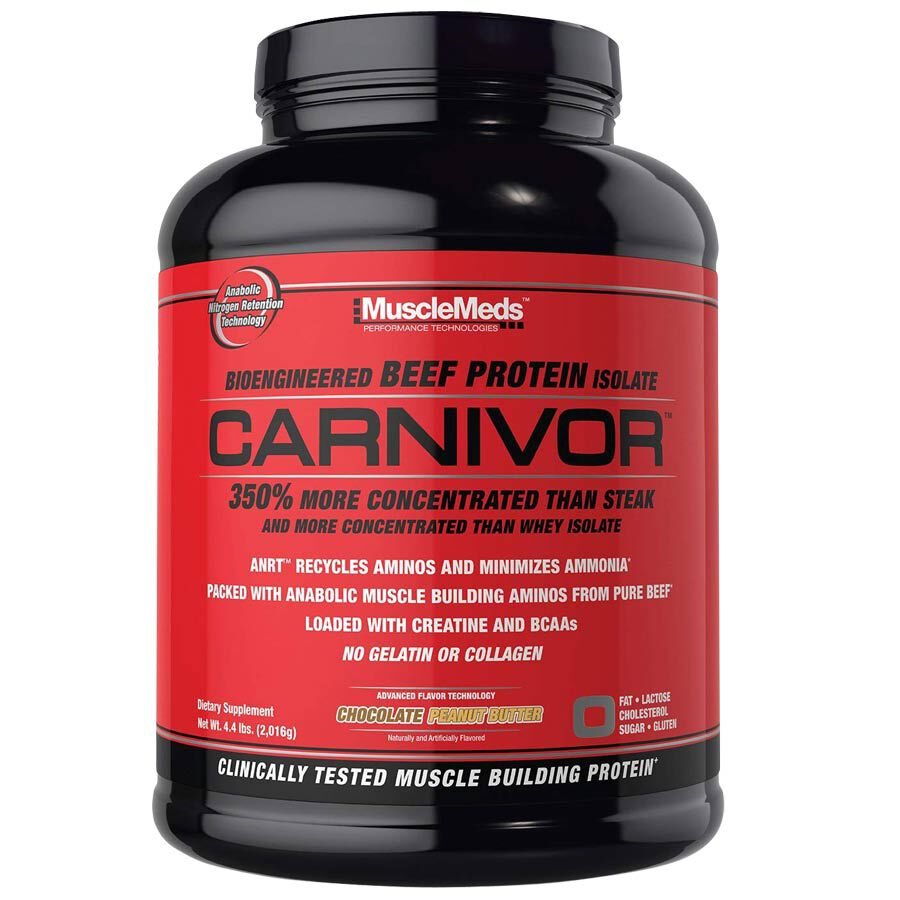 Anabolic
Nitrogen Retention
Technology
MuscleMeds™
PERFORMANCE TECHNOLOGIES
BIOENGINEERED BEEF PROTEIN ISOLATE
CARNIVOR™
350% MORE CONCENTRATED THAN STEAK
AND MORE CONCENTRATED THAN WHEY ISOLATE
ANRT™ RECYCLES AMINOS AND MINIMIZES AMMONIA*
PACKED WITH ANABOLIC MUSCLE BUILDING AMINOS FROM PURE BEEF*
LOADED WITH CREATINE AND BCAAs
NO GELATIN OR COLLAGEN
Dietary Supplement
Net Wt. 4.4 lbs. (2,016g)
ADVANCED FLAVOR TECHNOLOGY
CHOCOLATE PEANUT BUTTER
Naturally and Artificially Flavored
0
FAT • LACTOSE
CHOLESTEROL
SUGAR • GLUTEN
CLINICALLY TESTED MUSCLE BUILDING PROTEIN⁺